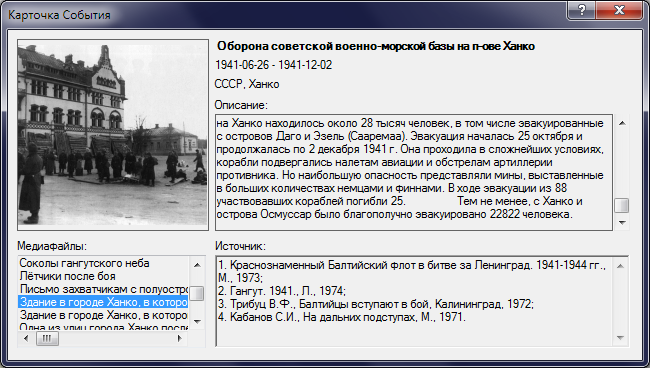 Карточка События
Оборона советской военно-морской базы на п-ове Ханко
1941-06-26 - 1941-12-02
СССР, Ханко
Описание:
на Ханко находилось около 28 тысяч человек, в том числе эвакуированные
с островов Даго и Эзель (Сааремаа). Эвакуация началась 25 октября и
продолжалась по 2 декабря 1941 г. Она проходила в сложнейших условиях,
корабли подвергались налетам авиации и обстрелам артиллерии
противника. Но наибольшую опасность представляли мины, выставленные
в больших количествах немцами и финнами. В ходе эвакуации из 88
участвовавших кораблей погибли 25. Тем не менее, с Ханко и
острова Осмуссар было благополучно эвакуировано 22822 человека.
Медиафайлы:
Соколы гангутского неба
Лётчики после боя
Письмо захватчикам с полуостро
Здание в городе Ханко, в которо
Здание в городе Ханко, в которо
Одна из улиц города Ханко после
Источник:
1. Краснознаменный Балтийский флот в битве за Ленинград. 1941-1944 гг.,
М., 1973;
2. Гангут. 1941., Л., 1974;
3. Трибуц В.Ф., Балтийцы вступают в бой, Калининград, 1972;
4. Кабанов С.И., На дальних подступах, М., 1971.